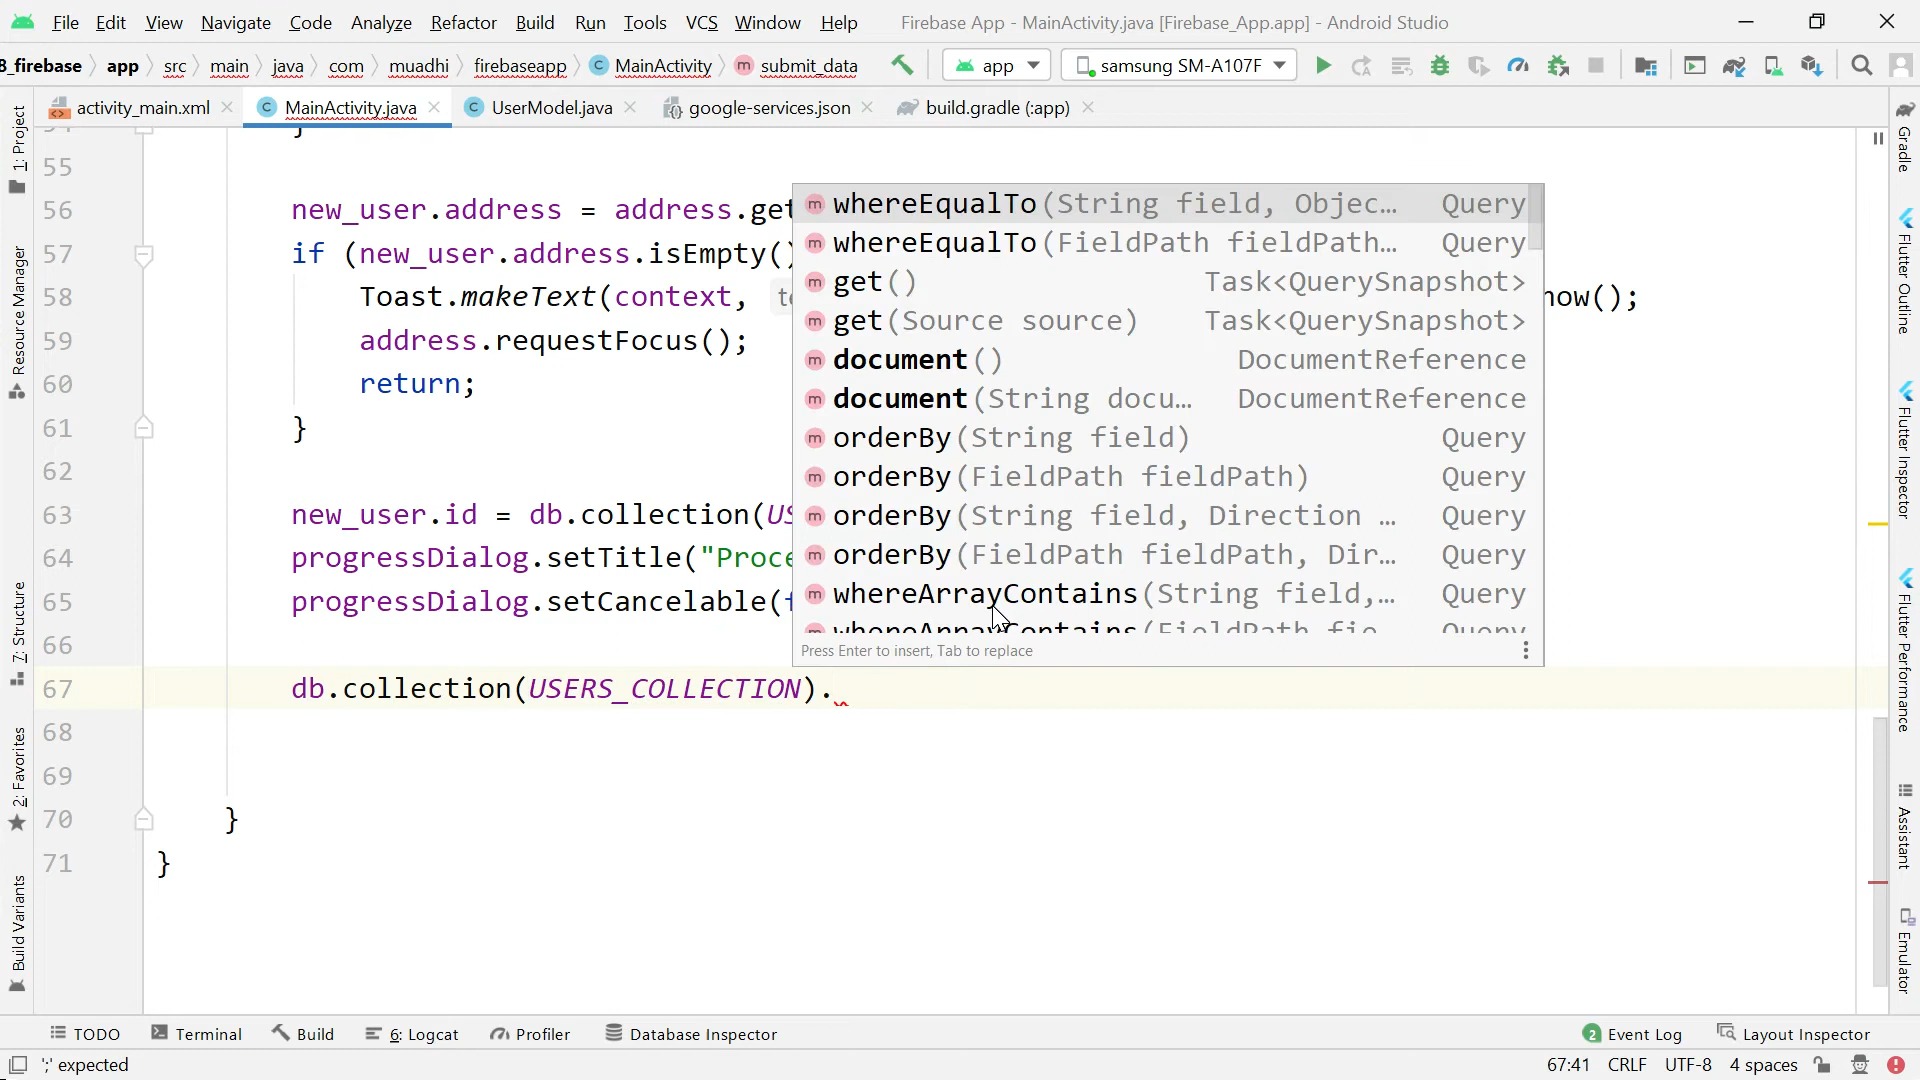 File Edit View Navigate Code Analyze Refactor Build Run Tools VCS Window Help Firebase App - MainActivity.java [Firebase_App.app] - Android Studio
8_firebase app src main java com muadhi firebaseapp C MainActivity m submit_data app samsung SM-A107F
activity_main.xml C MainActivity.java C UserModel.java google-services.json build.gradle (:app)
1: Project
Resource Manager
7: Structure
2: Favorites
Build Variants
54 }
55
56 new_user.address = address.get
57 if (new_user.address.isEmpty()
58 Toast.makeText(context, how();
59 address.requestFocus();
60 return;
61 }
62
63 new_user.id = db.collection(US
64 progressDialog.setTitle("Proce
65 progressDialog.setCancelable(f
66
67 db.collection(USERS_COLLECTION).
68
69
70 }
71 }
m whereEqualTo(String field, Objec... Query
m whereEqualTo(FieldPath fieldPath... Query
m get() Task<QuerySnapshot>
m get(Source source) Task<QuerySnapshot>
m document() DocumentReference
m document(String docu... DocumentReference
m orderBy(String field) Query
m orderBy(FieldPath fieldPath) Query
m orderBy(String field, Direction ... Query
m orderBy(FieldPath fieldPath, Dir... Query
m whereArrayContains(String field,... Query
m whereArrayContains(FieldPath fie Query
Press Enter to insert, Tab to replace
Gradle
Flutter Outline
Flutter Inspector
Flutter Performance
Assistant
Emulator
TODO Terminal Build 6: Logcat Profiler Database Inspector 2 Event Log Layout Inspector
';' expected 67:41 CRLF UTF-8 4 spaces